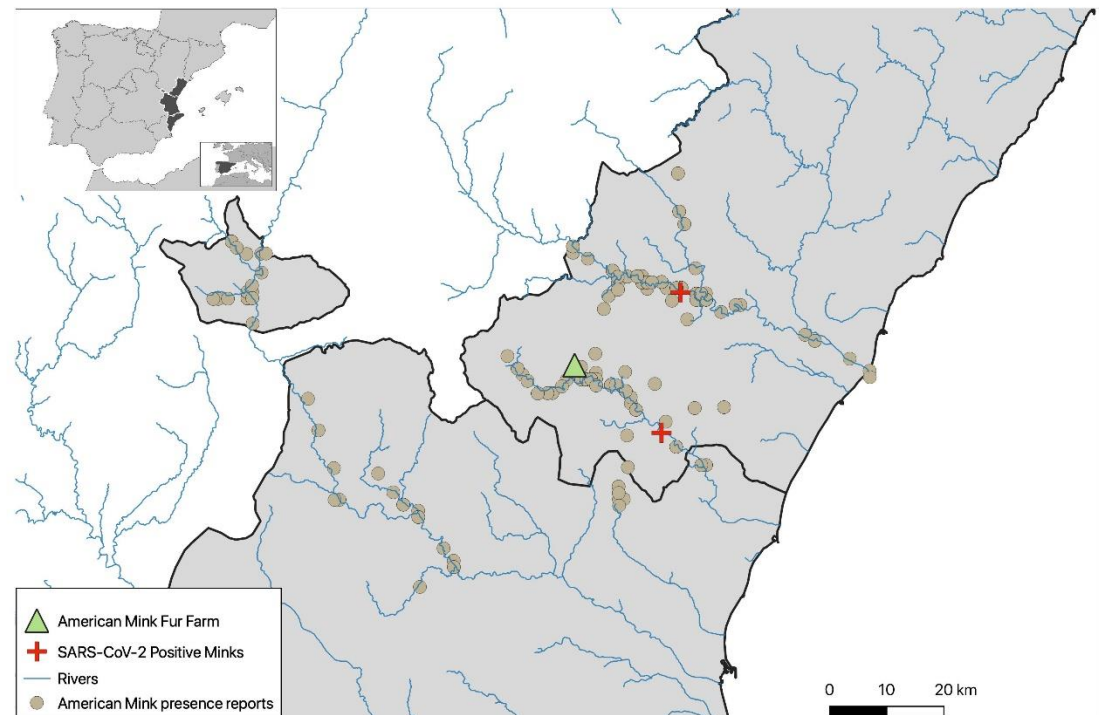 American Mink Fur Farm
SARS-CoV-2 Positive Minks
Rivers
American Mink presence reports
0 10 20 km